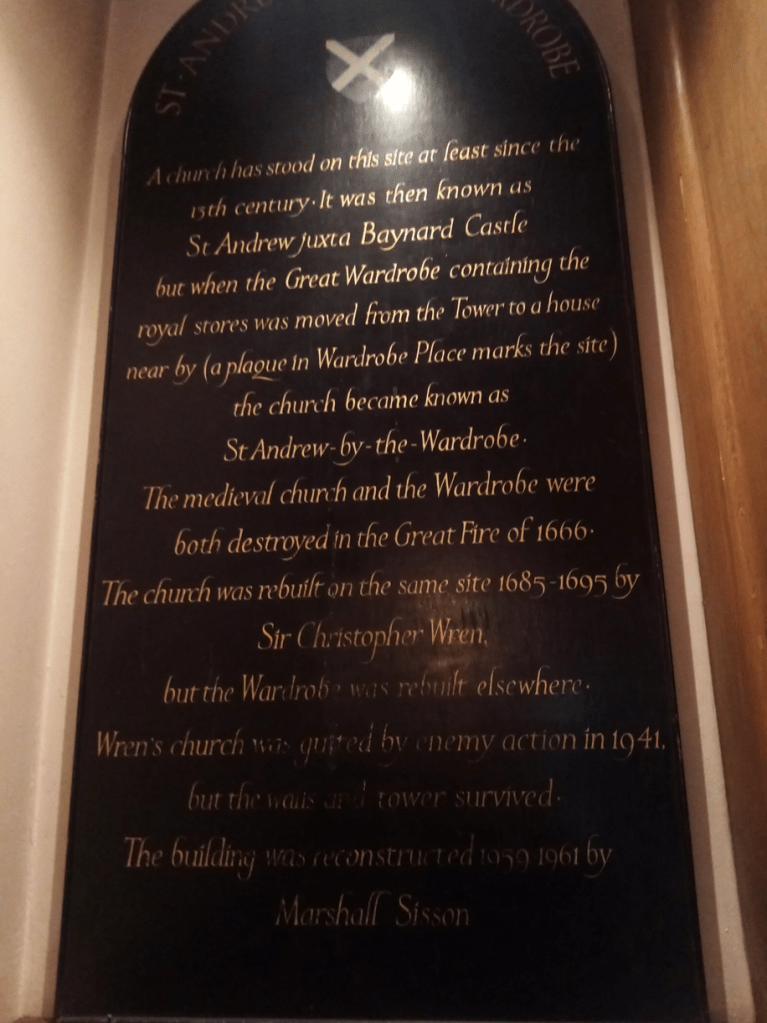 ST·ANDRE RDROBE
A church has stood on this site at least since the
13th century·It was then known as
St Andrew juxta Baynard Castle
but when the Great Wardrobe containing the
royal stores was moved from the Tower to a house
near by (a plaque in Wardrobe Place marks the site)
the church became known as
St Andrew-by-the-Wardrobe·
The medieval church and the Wardrobe were
both destroyed in the Great Fire of 1666·
The church was rebuilt on the same site 1685-1695 by
Sir Christopher Wren,
but the Wardrobe was rebuilt elsewhere·
Wren's church was gutted by enemy action in 1941,
but the walls and tower survived·
The building was reconstructed 1959-1961 by
Marshall Sisson